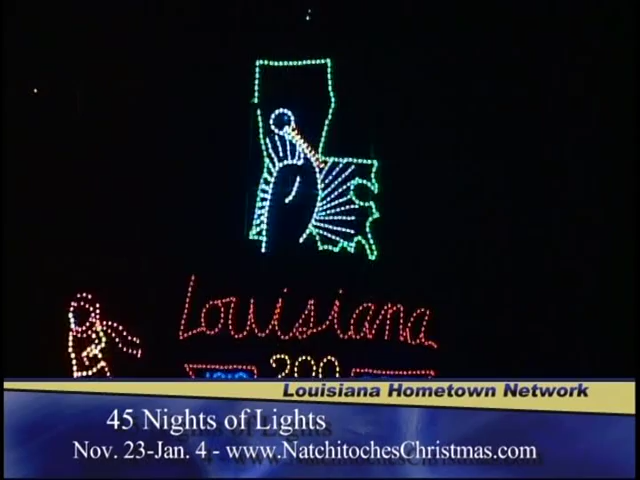 Louisiana
200
Louisiana Hometown Network
45 Nights of Lights
Nov. 23-Jan. 4 - www.NatchitochesChristmas.com